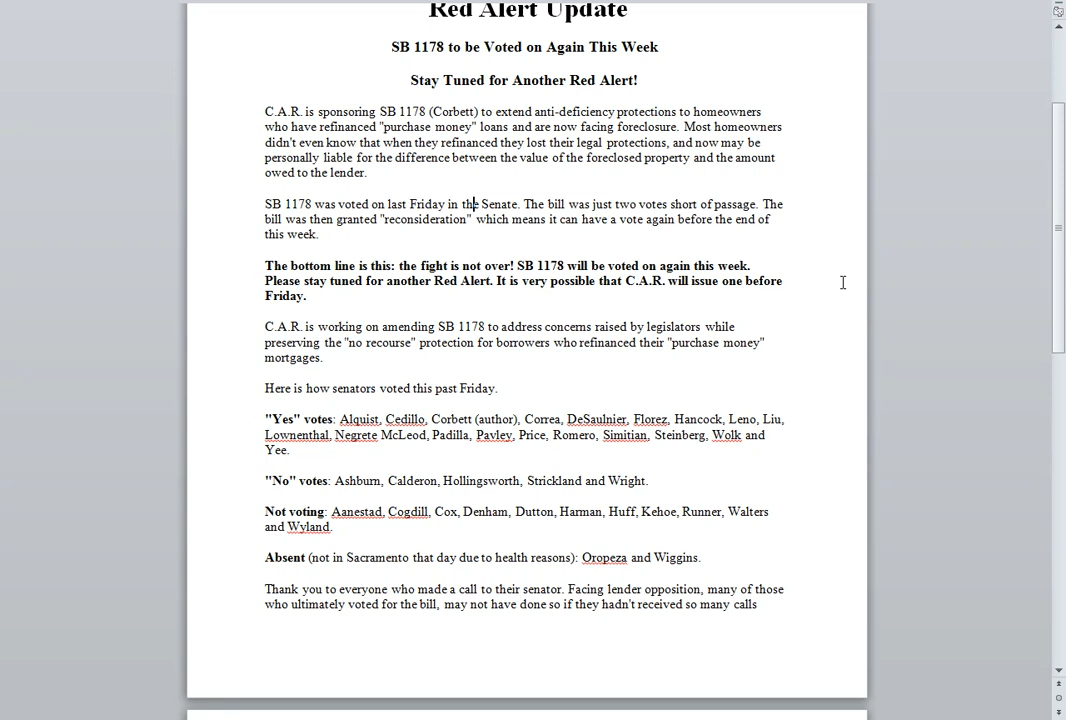 Red Alert Update
SB 1178 to be Voted on Again This Week
Stay Tuned for Another Red Alert!
C.A.R. is sponsoring SB 1178 (Corbett) to extend anti-deficiency protections to homeowners
who have refinanced "purchase money" loans and are now facing foreclosure. Most homeowners
didn't even know that when they refinanced they lost their legal protections, and now may be
personally liable for the difference between the value of the foreclosed property and the amount
owed to the lender.
SB 1178 was voted on last Friday in the Senate. The bill was just two votes short of passage. The
bill was then granted "reconsideration" which means it can have a vote again before the end of
this week.
The bottom line is this: the fight is not over! SB 1178 will be voted on again this week.
Please stay tuned for another Red Alert. It is very possible that C.A.R. will issue one before
Friday.
C.A.R. is working on amending SB 1178 to address concerns raised by legislators while
preserving the "no recourse" protection for borrowers who refinanced their "purchase money"
mortgages.
Here is how senators voted this past Friday.
"Yes" votes: Alquist, Cedillo, Corbett (author), Correa, DeSaulnier, Florez, Hancock, Leno, Liu,
Lownenthal, Negrete McLeod, Padilla, Pavley, Price, Romero, Simitian, Steinberg, Wolk and
Yee.
"No" votes: Ashburn, Calderon, Hollingsworth, Strickland and Wright.
Not voting: Aanestad, Cogdill, Cox, Denham, Dutton, Harman, Huff, Kehoe, Runner, Walters
and Wyland.
Absent (not in Sacramento that day due to health reasons): Oropeza and Wiggins.
Thank you to everyone who made a call to their senator. Facing lender opposition, many of those
who ultimately voted for the bill, may not have done so if they hadn't received so many calls